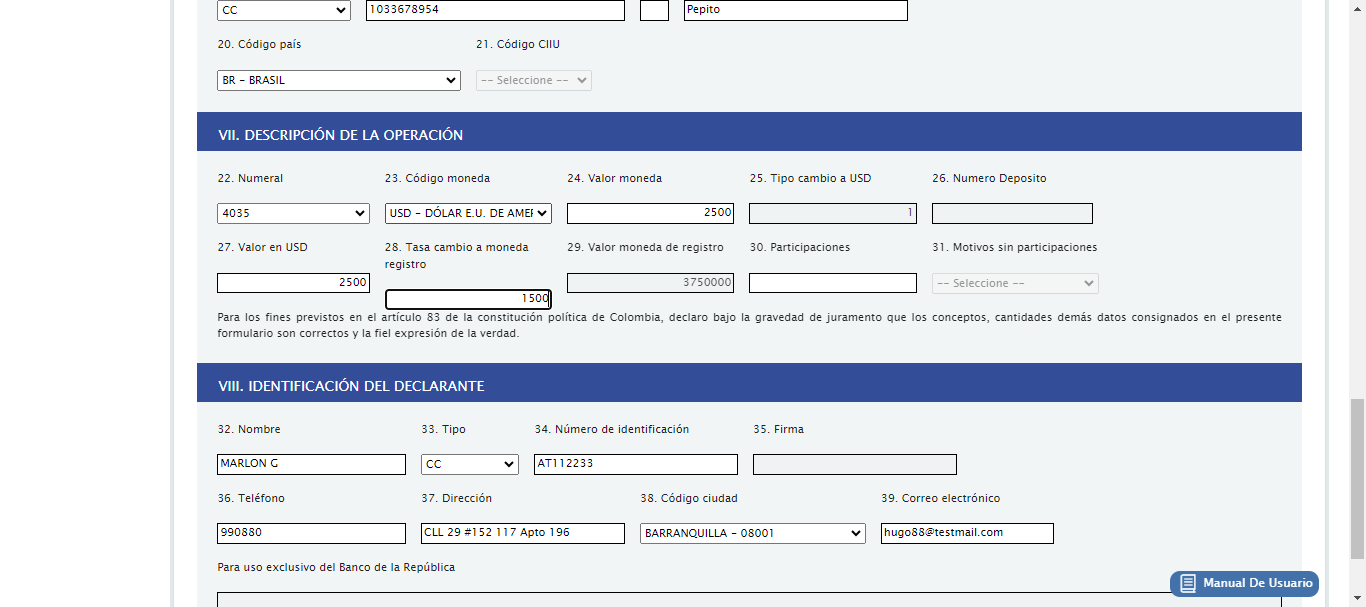 CC 1033678954 Pepito
20. Código país 21. Código CIIU
BR - BRASIL -- Seleccione --
VII. DESCRIPCIÓN DE LA OPERACIÓN
22. Numeral 23. Código moneda 24. Valor moneda 25. Tipo cambio a USD 26. Numero Deposito
4035 USD - DÓLAR E.U. DE AMER 2500 1
27. Valor en USD 28. Tasa cambio a moneda registro 29. Valor moneda de registro 30. Participaciones 31. Motivos sin participaciones
2500 1500 3750000 -- Seleccione --
Para los fines previstos en el artículo 83 de la constitución política de Colombia, declaro bajo la gravedad de juramento que los conceptos, cantidades demás datos consignados en el presente
formulario son correctos y la fiel expresión de la verdad.
VIII. IDENTIFICACIÓN DEL DECLARANTE
32. Nombre 33. Tipo 34. Número de identificación 35. Firma
MARLON G CC AT112233
36. Teléfono 37. Dirección 38. Código ciudad 39. Correo electrónico
990880 CLL 29 #152 117 Apto 196 BARRANQUILLA - 08001 hugo88@testmail.com
Para uso exclusivo del Banco de la República
Manual De Usuario